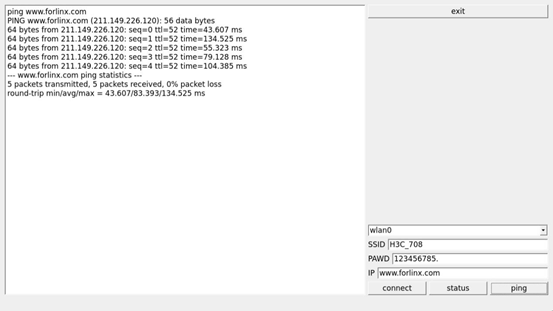 ping www.forlinx.com
PING www.forlinx.com (211.149.226.120): 56 data bytes
64 bytes from 211.149.226.120: seq=0 ttl=52 time=43.607 ms
64 bytes from 211.149.226.120: seq=1 ttl=52 time=134.525 ms
64 bytes from 211.149.226.120: seq=2 ttl=52 time=55.323 ms
64 bytes from 211.149.226.120: seq=3 ttl=52 time=79.128 ms
64 bytes from 211.149.226.120: seq=4 ttl=52 time=104.385 ms
--- www.forlinx.com ping statistics ---
5 packets transmitted, 5 packets received, 0% packet loss
round-trip min/avg/max = 43.607/83.393/134.525 ms
exit
wlan0
SSID H3C_708
PAWD 123456785.
IP www.forlinx.com
connect status ping